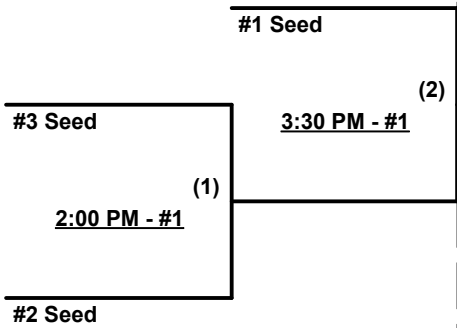 #1 Seed
(2)
3:30 PM - #1
#3 Seed
(1)
2:00 PM - #1
#2 Seed